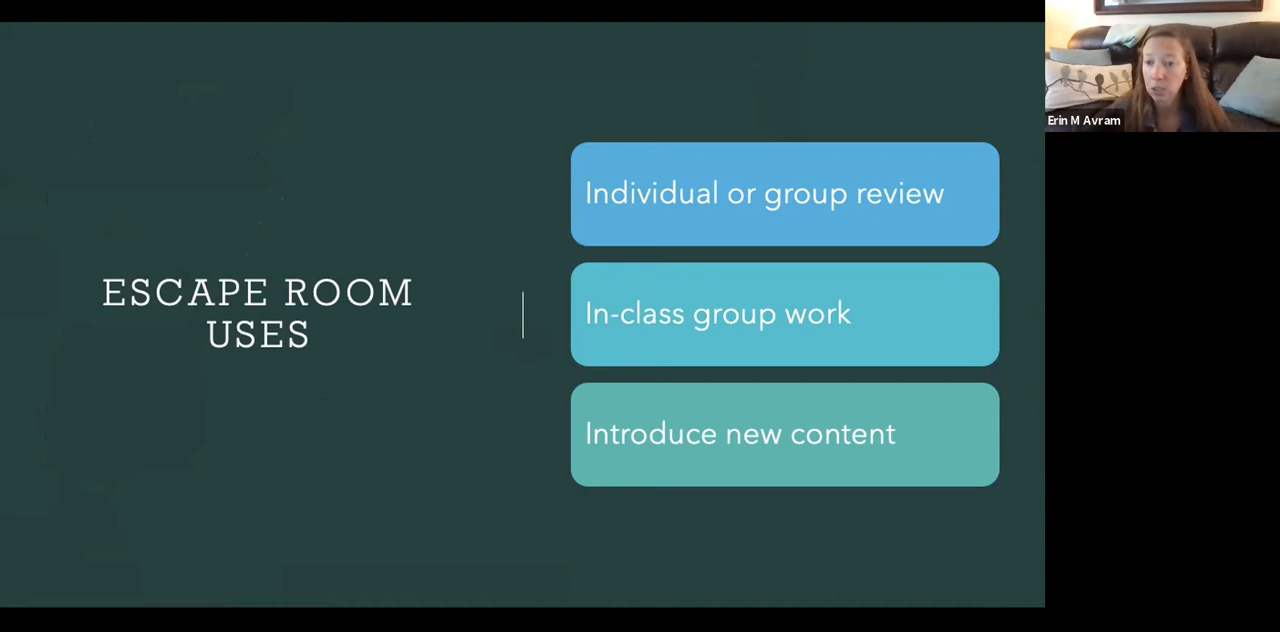 ESCAPE ROOM
USES
Individual or group review
In-class group work
Introduce new content
Erin M Avram